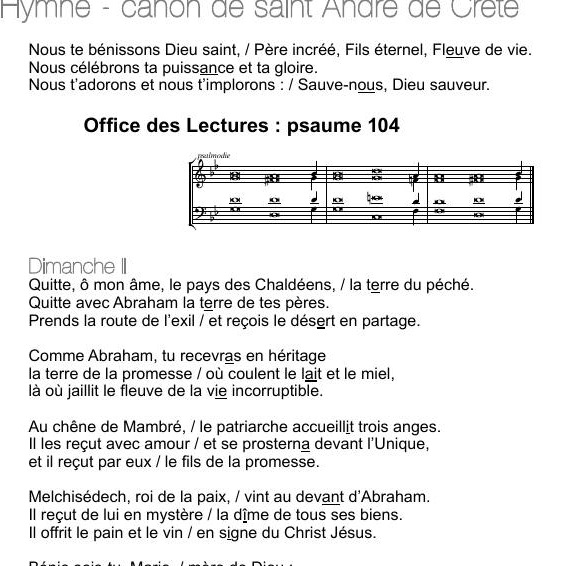 Hymne - canon de saint André de Crète
Nous te bénissons Dieu saint, / Père incréé, Fils éternel, Fleuve de vie.
Nous célébrons ta puissance et ta gloire.
Nous t'adorons et nous t'implorons : / Sauve-nous, Dieu sauveur.
Office des Lectures : psaume 104
psalmodie
Dimanche II
Quitte, ô mon âme, le pays des Chaldéens, / la terre du péché.
Quitte avec Abraham la terre de tes pères.
Prends la route de l'exil / et reçois le désert en partage.
Comme Abraham, tu recevras en héritage
la terre de la promesse / où coulent le lait et le miel,
là où jaillit le fleuve de la vie incorruptible.
Au chêne de Mambré, / le patriarche accueillit trois anges.
Il les reçut avec amour / et se prosterna devant l'Unique,
et il reçut par eux / le fils de la promesse.
Melchisédech, roi de la paix, / vint au devant d'Abraham.
Il reçut de lui en mystère / la dîme de tous ses biens.
Il offrit le pain et le vin / en signe du Christ Jésus.
Bénie sois-tu, Marie, / mère de Dieu :